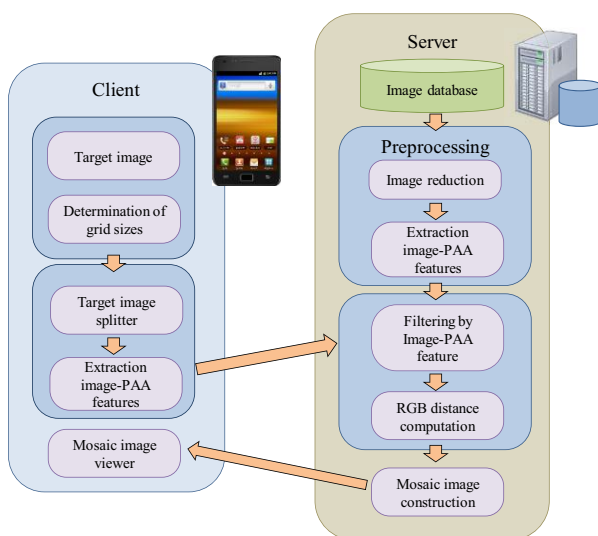 Client
Target image
Determination of
grid sizes
Target image
splitter
Extraction
image-PAA
features
Mosaic image
viewer
Server
Image database
Preprocessing
Image reduction
Extraction
image-PAA
features
Filtering by
Image-PAA
feature
RGB distance
computation
Mosaic image
construction